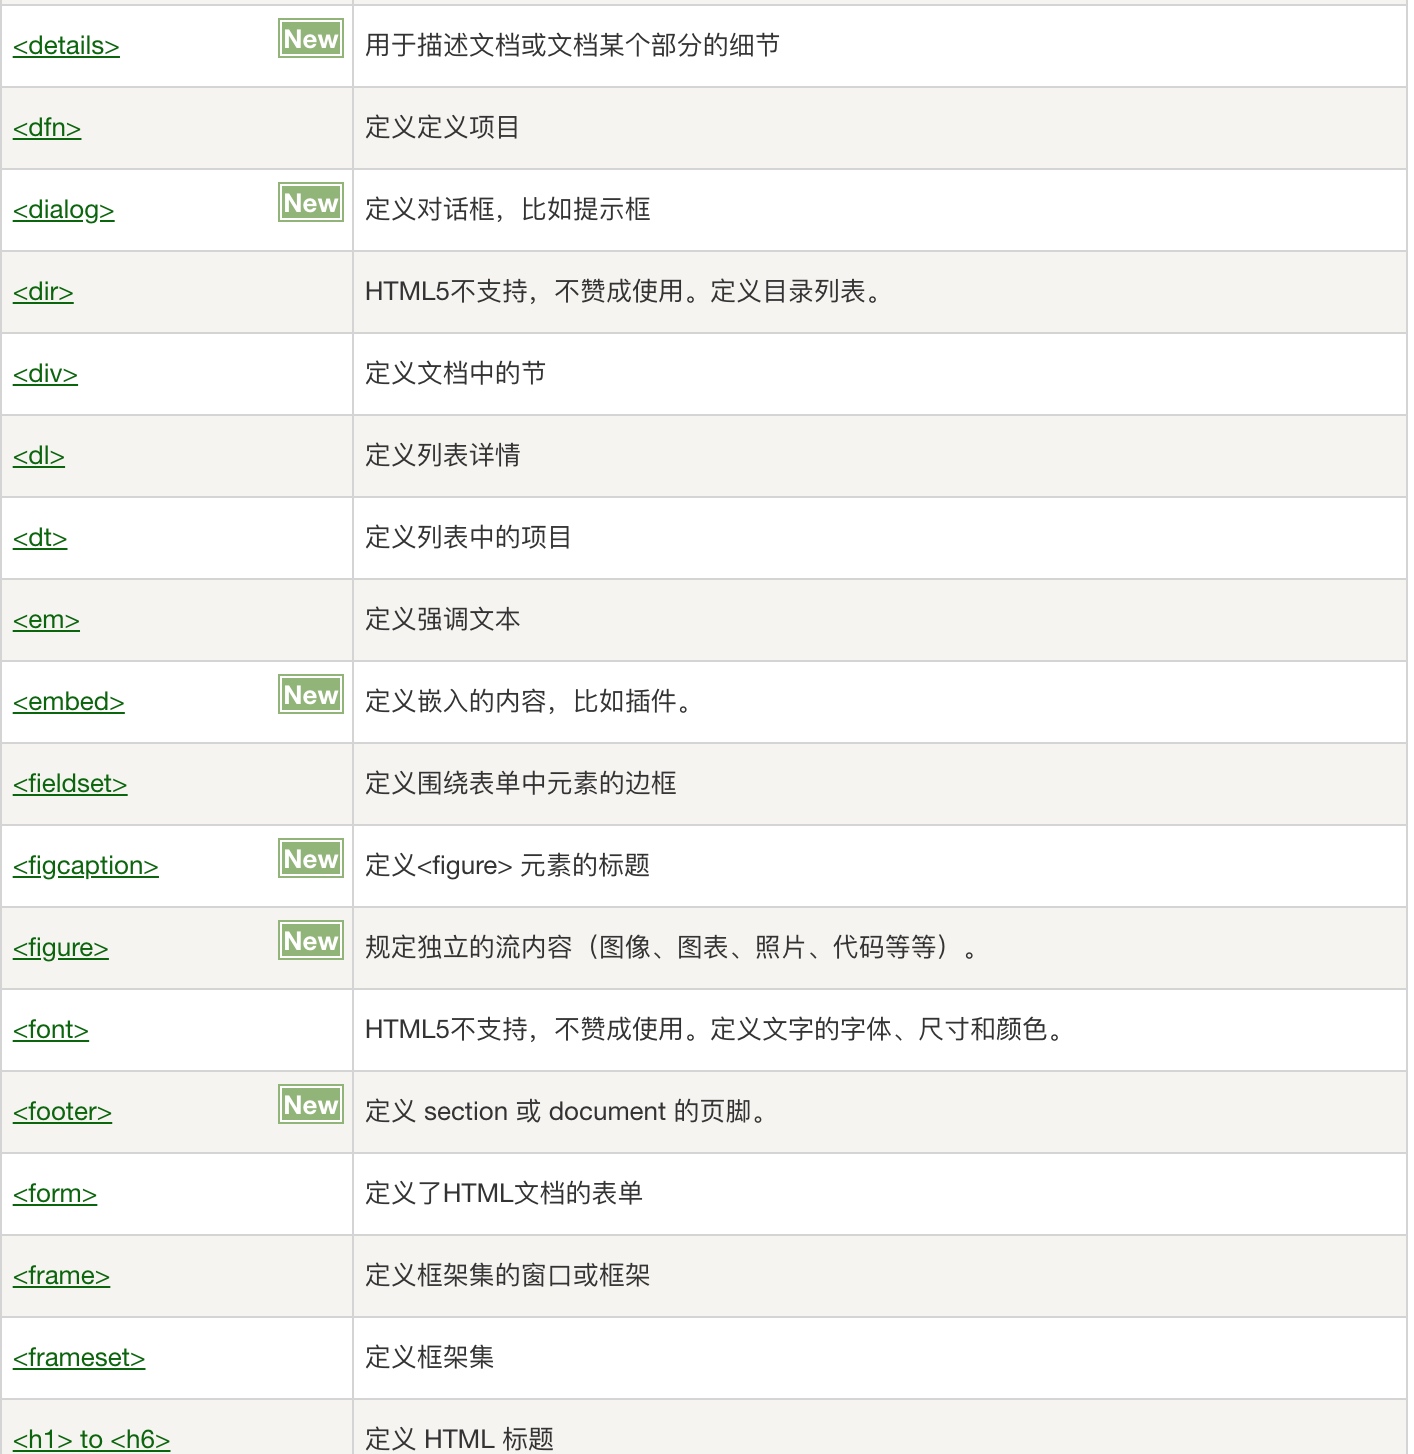 <details> New 用于描述文档或文档某个部分的细节
<dfn> 定义定义项目
<dialog> New 定义对话框，比如提示框
<dir> HTML5不支持，不赞成使用。定义目录列表。
<div> 定义文档中的节
<dl> 定义列表详情
<dt> 定义列表中的项目
<em> 定义强调文本
<embed> New 定义嵌入的内容，比如插件。
<fieldset> 定义围绕表单中元素的边框
<figcaption> New 定义<figure> 元素的标题
<figure> New 规定独立的流内容（图像、图表、照片、代码等等）。
<font> HTML5不支持，不赞成使用。定义文字的字体、尺寸和颜色。
<footer> New 定义 section 或 document 的页脚。
<form> 定义了HTML文档的表单
<frame> 定义框架集的窗口或框架
<frameset> 定义框架集
<h1> to <h6> 定义 HTML 标题